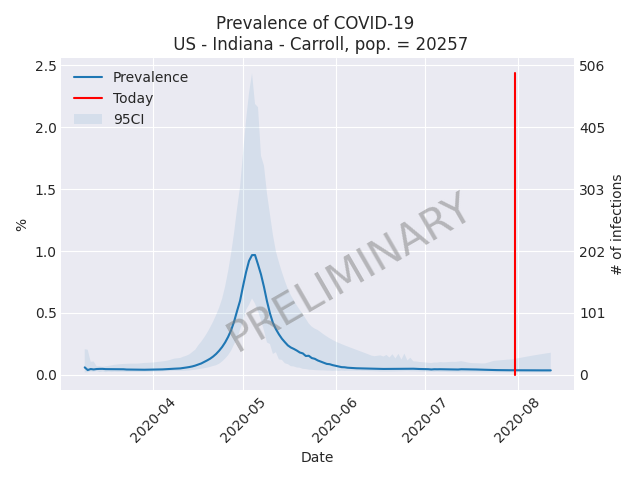 Prevalence of COVID-19
US - Indiana - Carroll, pop. = 20257
Prevalence
Today
95CI
PRELIMINARY
%
2.5
2.0
1.5
1.0
0.5
0.0
506
405
303
202
101
0
# of infections
2020-04
2020-05
2020-06
2020-07
2020-08
Date